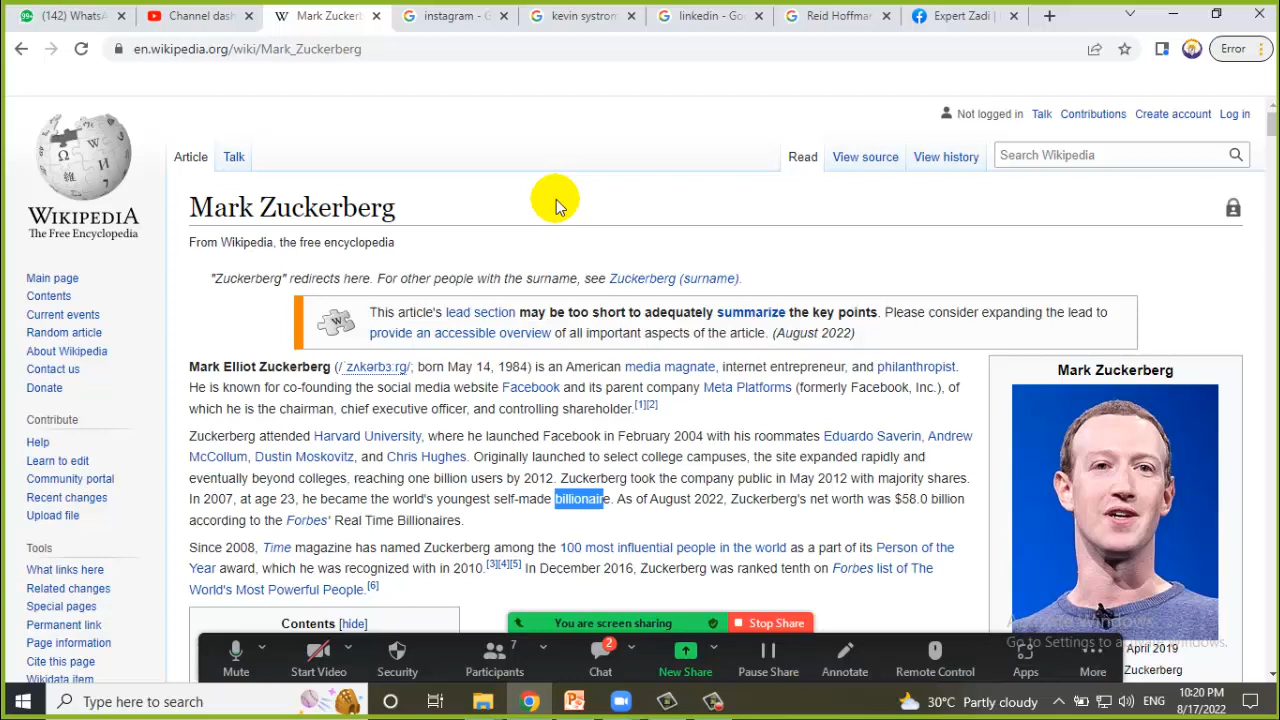 99+ (142) WhatsA
Channel dash
Mark Zuckerb
instagram - G
kevin systrom
linkedin - Goo
Reid Hoffman
Expert Zadi |
en.wikipedia.org/wiki/Mark_Zuckerberg
Error
Not logged in Talk Contributions Create account Log in
Article Talk Read View source View history Search Wikipedia
WIKIPEDIA
The Free Encyclopedia
Mark Zuckerberg
From Wikipedia, the free encyclopedia
"Zuckerberg" redirects here. For other people with the surname, see Zuckerberg (surname).
This article's lead section may be too short to adequately summarize the key points. Please consider expanding the lead to
provide an accessible overview of all important aspects of the article. (August 2022)
Main page
Contents
Current events
Random article
About Wikipedia
Contact us
Donate
Contribute
Help
Learn to edit
Community portal
Recent changes
Upload file
Tools
What links here
Related changes
Special pages
Permanent link
Page information
Cite this page
Wikidata item
Mark Elliot Zuckerberg (/ˈzʌkərbɜːrɡ/; born May 14, 1984) is an American media magnate, internet entrepreneur, and philanthropist.
He is known for co-founding the social media website Facebook and its parent company Meta Platforms (formerly Facebook, Inc.), of
which he is the chairman, chief executive officer, and controlling shareholder.[1][2]
Zuckerberg attended Harvard University, where he launched Facebook in February 2004 with his roommates Eduardo Saverin, Andrew
McCollum, Dustin Moskovitz, and Chris Hughes. Originally launched to select college campuses, the site expanded rapidly and
eventually beyond colleges, reaching one billion users by 2012. Zuckerberg took the company public in May 2012 with majority shares.
In 2007, at age 23, he became the world's youngest self-made billionaire. As of August 2022, Zuckerberg's net worth was $58.0 billion
according to the Forbes' Real Time Billionaires.
Since 2008, Time magazine has named Zuckerberg among the 100 most influential people in the world as a part of its Person of the
Year award, which he was recognized with in 2010.[3][4][5] In December 2016, Zuckerberg was ranked tenth on Forbes list of The
World's Most Powerful People.[6]
Contents [hide]
Mark Zuckerberg
April 2019
Zuckerberg
Activate Windows
Go to Settings to activate Windows.
You are screen sharing Stop Share
7
2
Mute Start Video Security Participants Chat New Share Pause Share Annotate Remote Control Apps More
Type here to search
30°C Partly cloudy
ENG
10:20 PM
8/17/2022